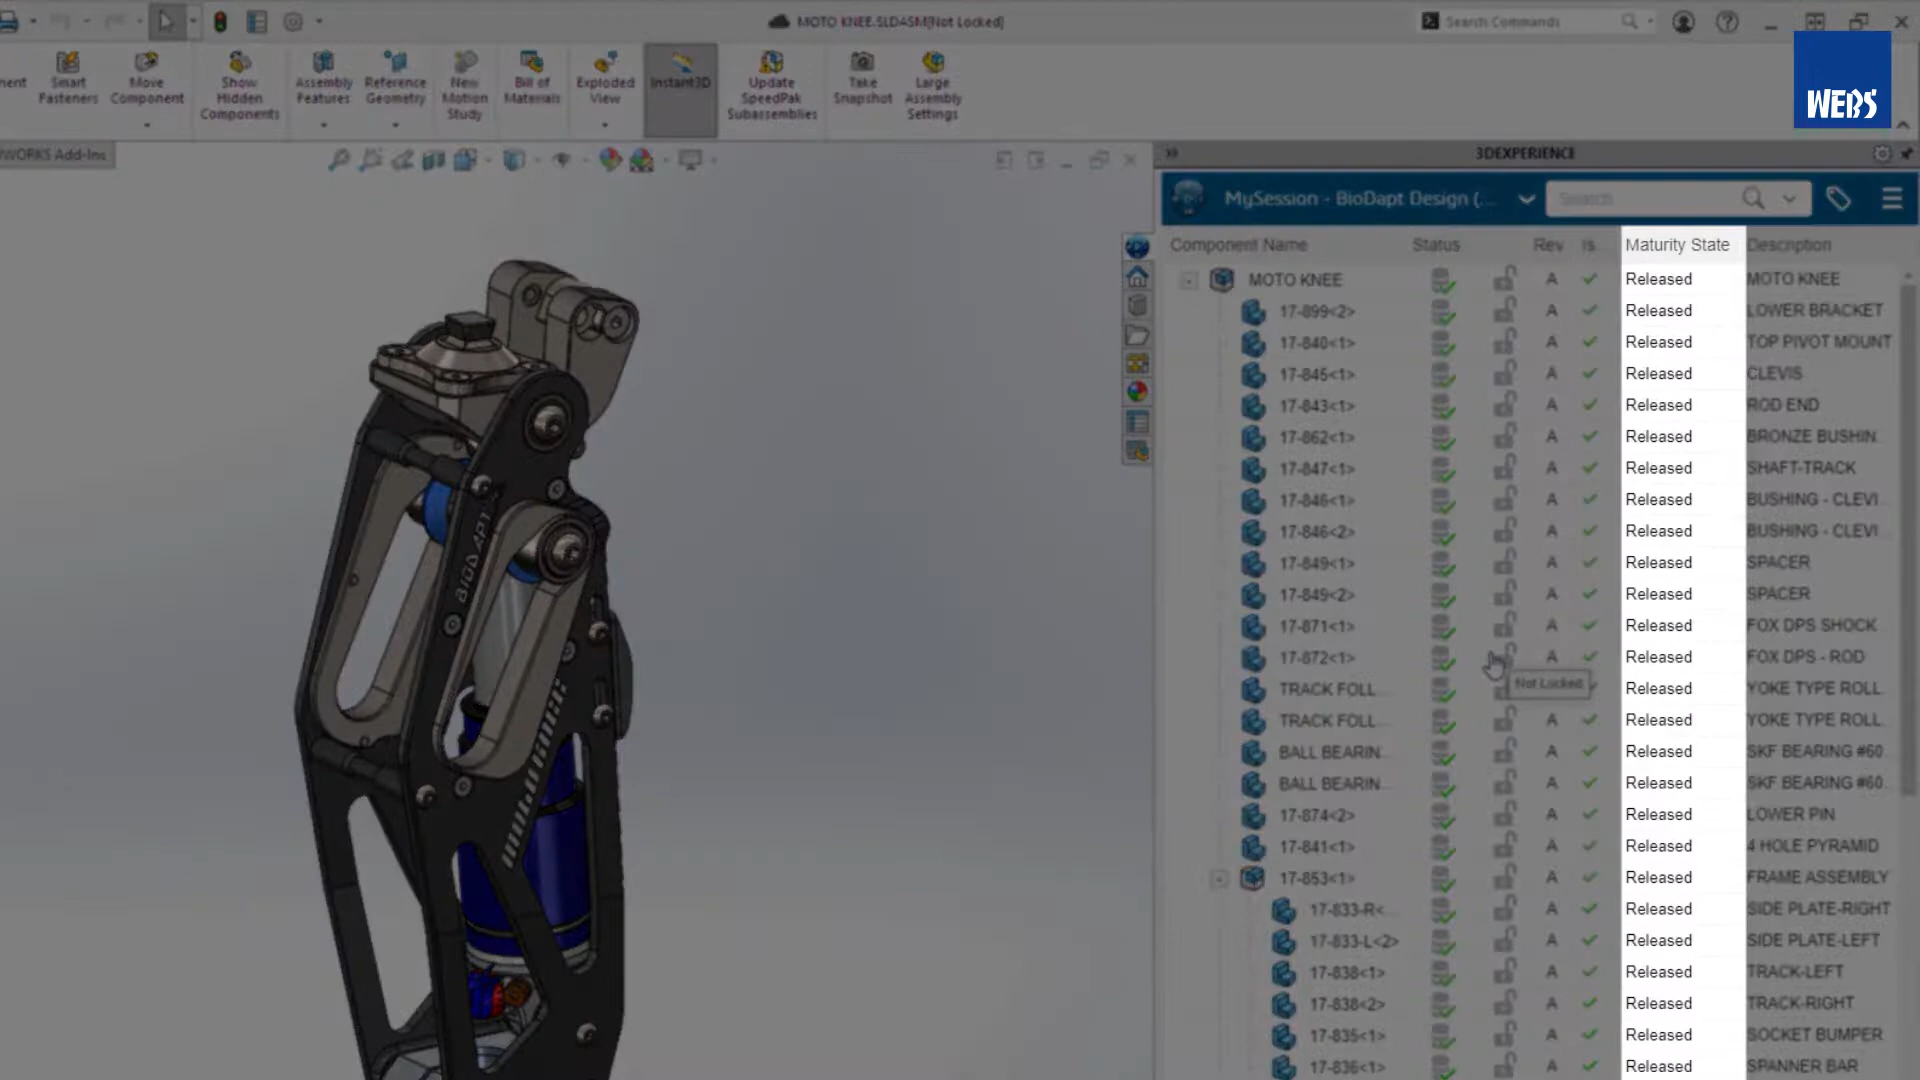 MOTO KNEE.SLDASM[Not Locked]
Search Commands
Smart Fasteners
Move Component
Show Hidden Components
Assembly Features
Reference Geometry
New Motion Study
Bill of Materials
Exploded View
Instant3D
Update SpeedPak Subassemblies
Take Snapshot
Large Assembly Settings
WEBS
WORKS Add-Ins
3DEXPERIENCE
MySession - BioDapt Design (...
Search
Component Name Status Rev Is... Maturity State Description
MOTO KNEE A Released MOTO KNEE
17-899<2> A Released LOWER BRACKET
17-840<1> A Released TOP PIVOT MOUNT
17-845<1> A Released CLEVIS
17-843<1> A Released ROD END
17-862<1> A Released BRONZE BUSHIN...
17-847<1> A Released SHAFT-TRACK
17-846<1> A Released BUSHING - CLEVI...
17-846<2> A Released BUSHING - CLEVI...
17-849<1> A Released SPACER
17-849<2> A Released SPACER
17-871<1> A Released FOX DPS SHOCK
17-872<1> A Released FOX DPS - ROD
Not Locked
TRACK FOLL... Released YOKE TYPE ROLL...
TRACK FOLL... A Released YOKE TYPE ROLL...
BALL BEARIN... A Released SKF BEARING #60...
BALL BEARIN... A Released SKF BEARING #60...
17-874<2> A Released LOWER PIN
17-841<1> A Released 4 HOLE PYRAMID
17-853<1> A Released FRAME ASSEMBLY
17-833-R<... A Released SIDE PLATE-RIGHT
17-833-L<2> A Released SIDE PLATE-LEFT
17-838<1> A Released TRACK-LEFT
17-838<2> A Released TRACK-RIGHT
17-835<1> A Released SOCKET BUMPER
17-836<1> A Released SPANNER BAR
BIODAPT